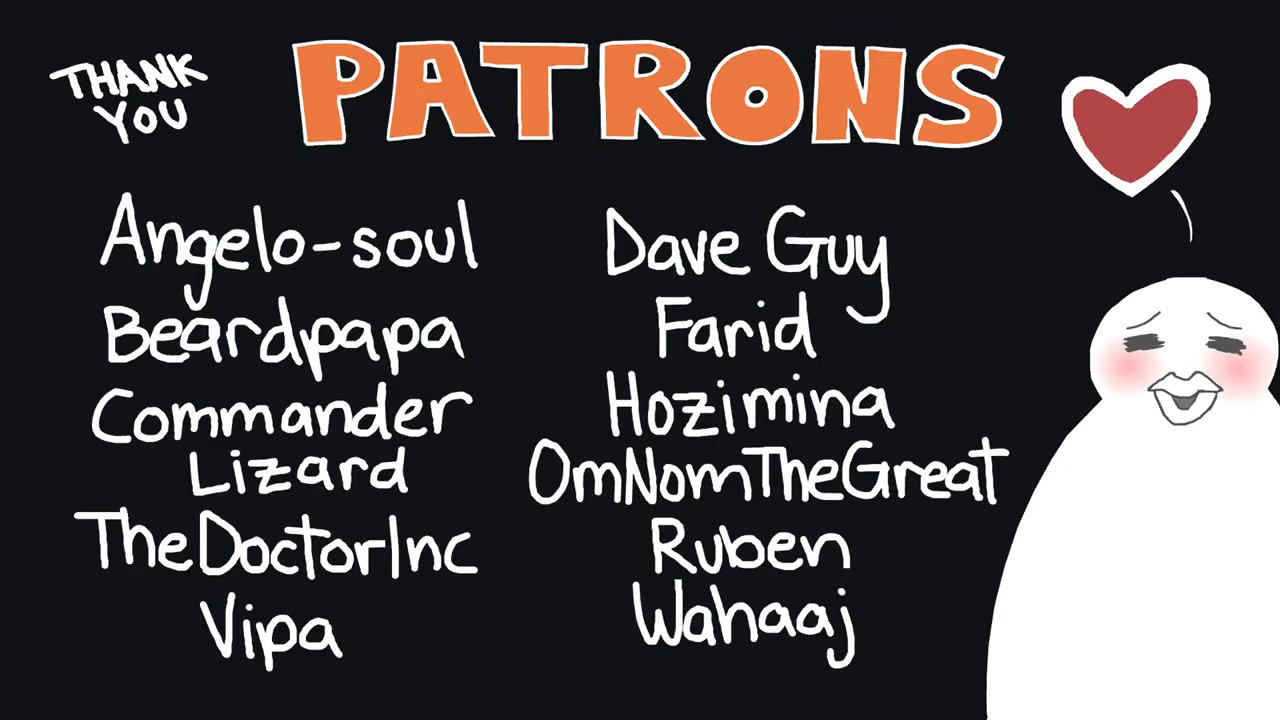 THANK
YOU
PATRONS
Angelo-soul
Beardpapa
Commander
Lizard
TheDoctorInc
Vipa
Dave Guy
Farid
Hozimina
OmNomTheGreat
Ruben
Wahaaj